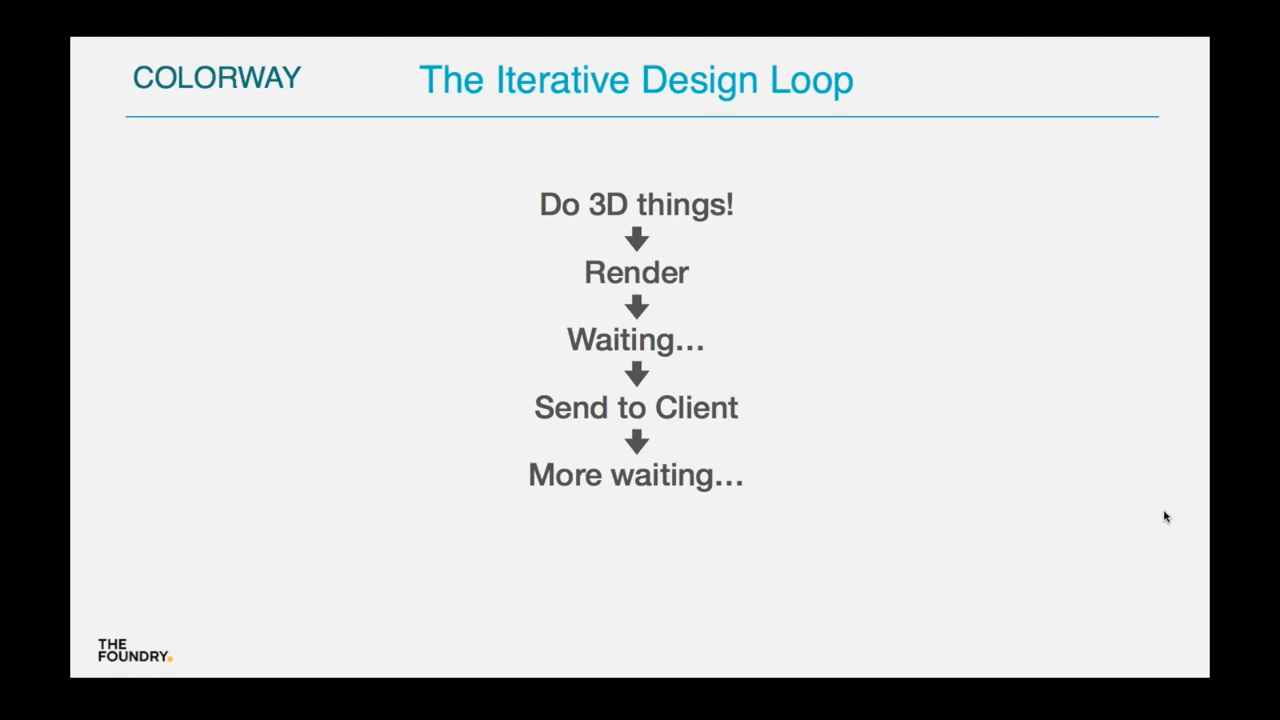 COLORWAY
The Iterative Design Loop
Do 3D things!
Render
Waiting...
Send to Client
More waiting...
THE
FOUNDRY.